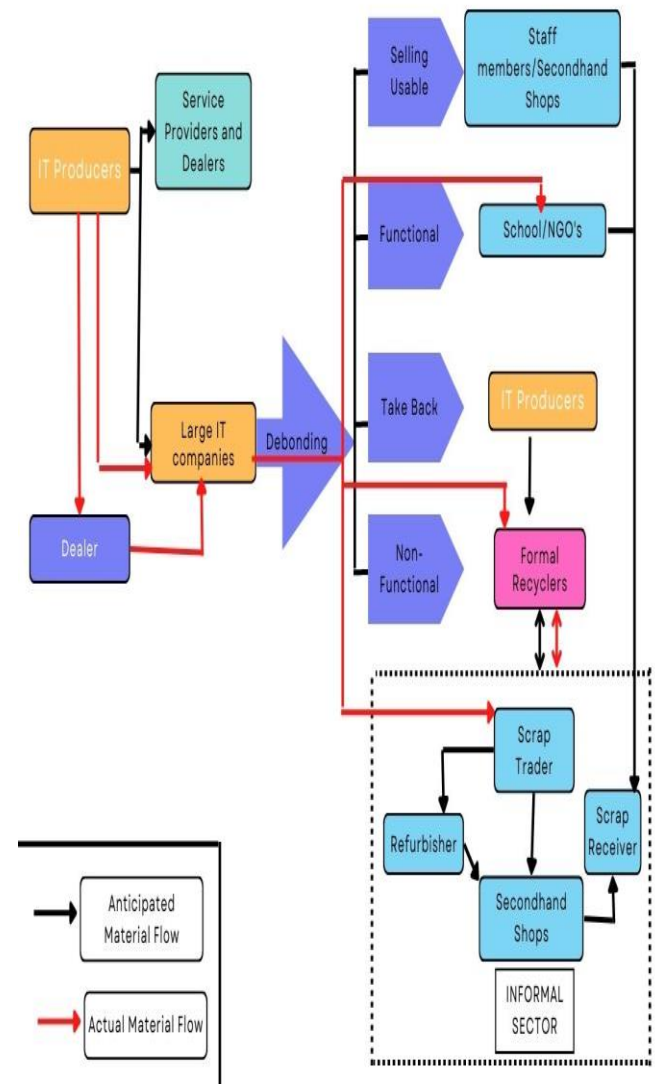 Selling
Usable
Staff
members/Secondhand
Shops
Service
Providers and
Dealers
IT Producers
Functional
School/NGO's
Take Back
IT Producers
Large IT
companies
Debonding
Dealer
Non-
Functional
Formal
Recyclers
Scrap
Trader
Refurbisher
Scrap
Receiver
Secondhand
Shops
INFORMAL
SECTOR
Anticipated
Material Flow
Actual Material Flow